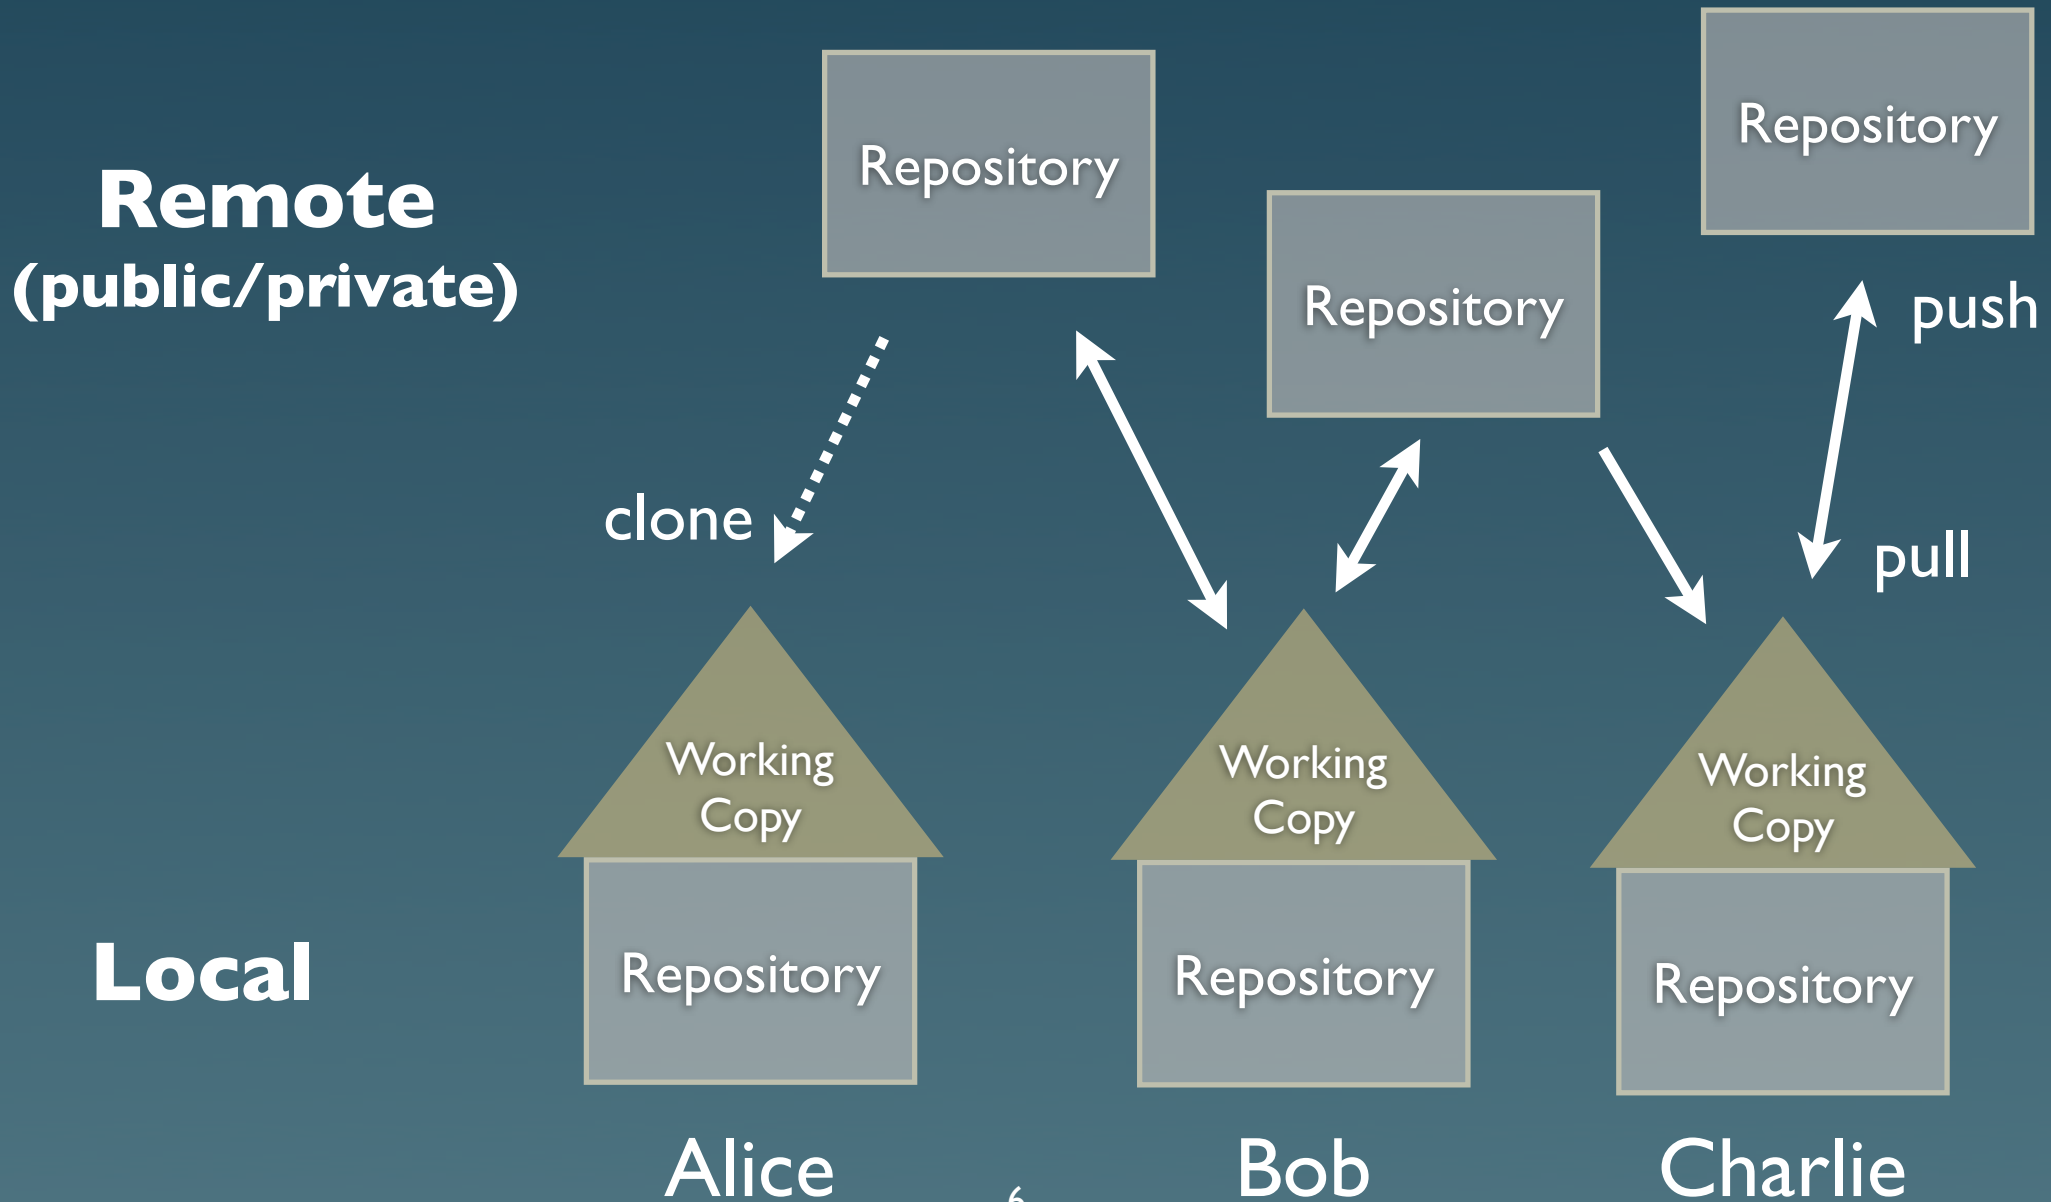 Repository
Repository
Remote
(public/private)
Repository
push
clone
pull
Working
Copy
Working
Copy
Working
Copy
Local
Repository
Repository
Repository
Alice
Bob
Charlie
6